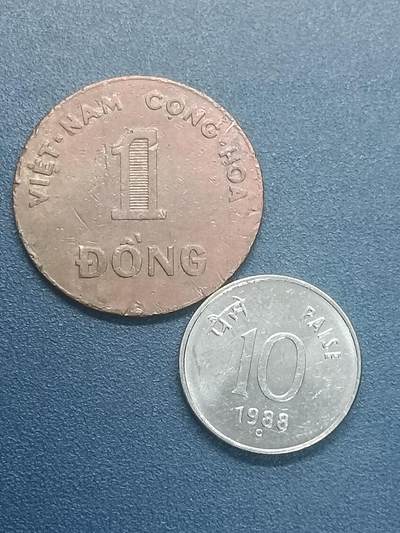 VIỆT·NAM CỘNG·HÒA
1
ĐỒNG
पैसे PAISE
10
1988
C